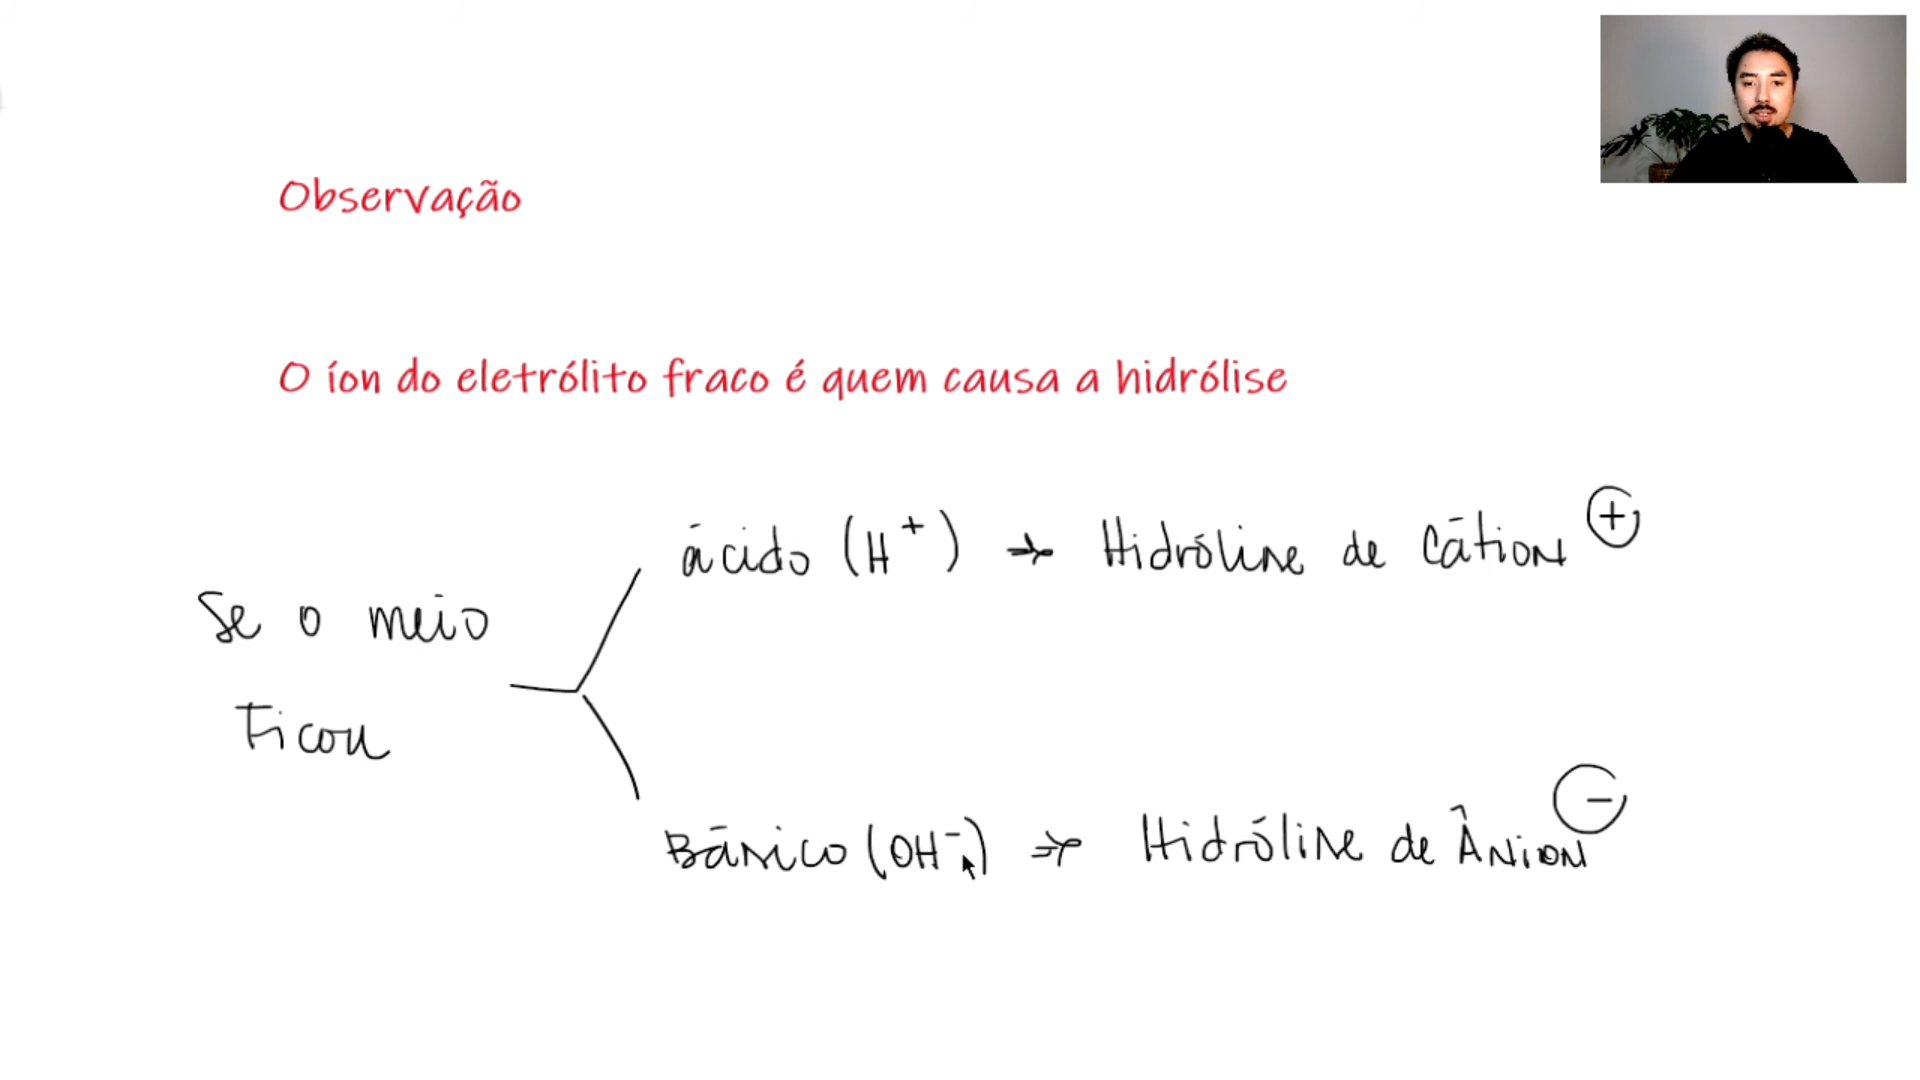 Observação
O íon do eletrólito fraco é quem causa a hidrólise
ácido (H⁺) → Hidrólise de Cátion ⊕
Se o meio
Ficou
Básico (OH⁻) ⇒ Hidrólise de Ânion ⊖